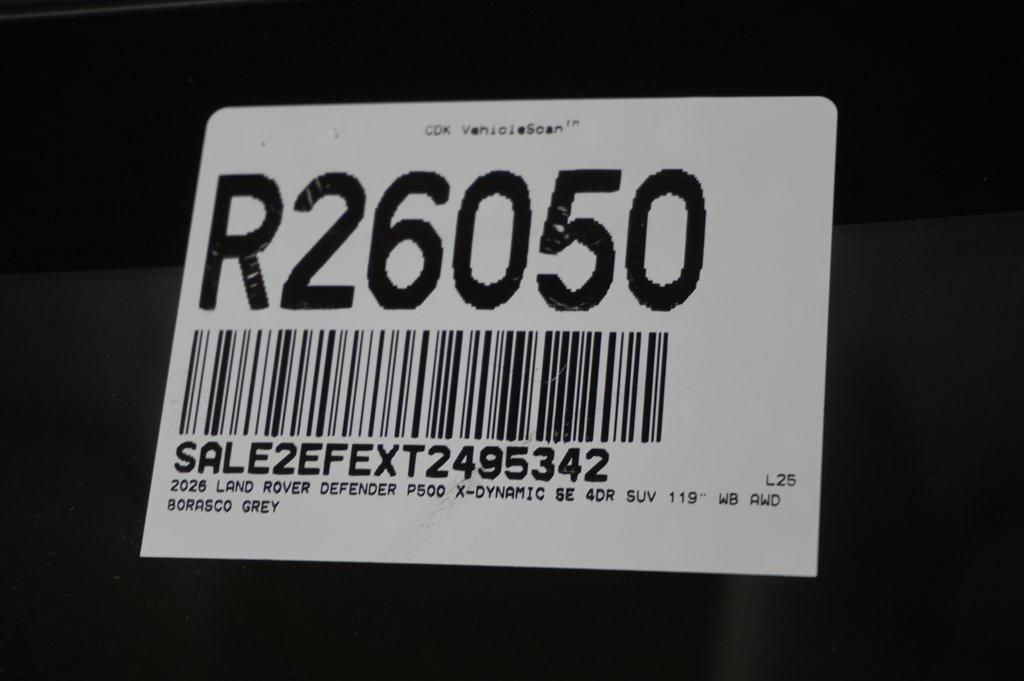 CDK VehicleScan™
R26050
SALE2EFEXT2495342
L25
2026 LAND ROVER DEFENDER P500 X-DYNAMIC SE 4DR SUV 119" WB AWD
BORASCO GREY